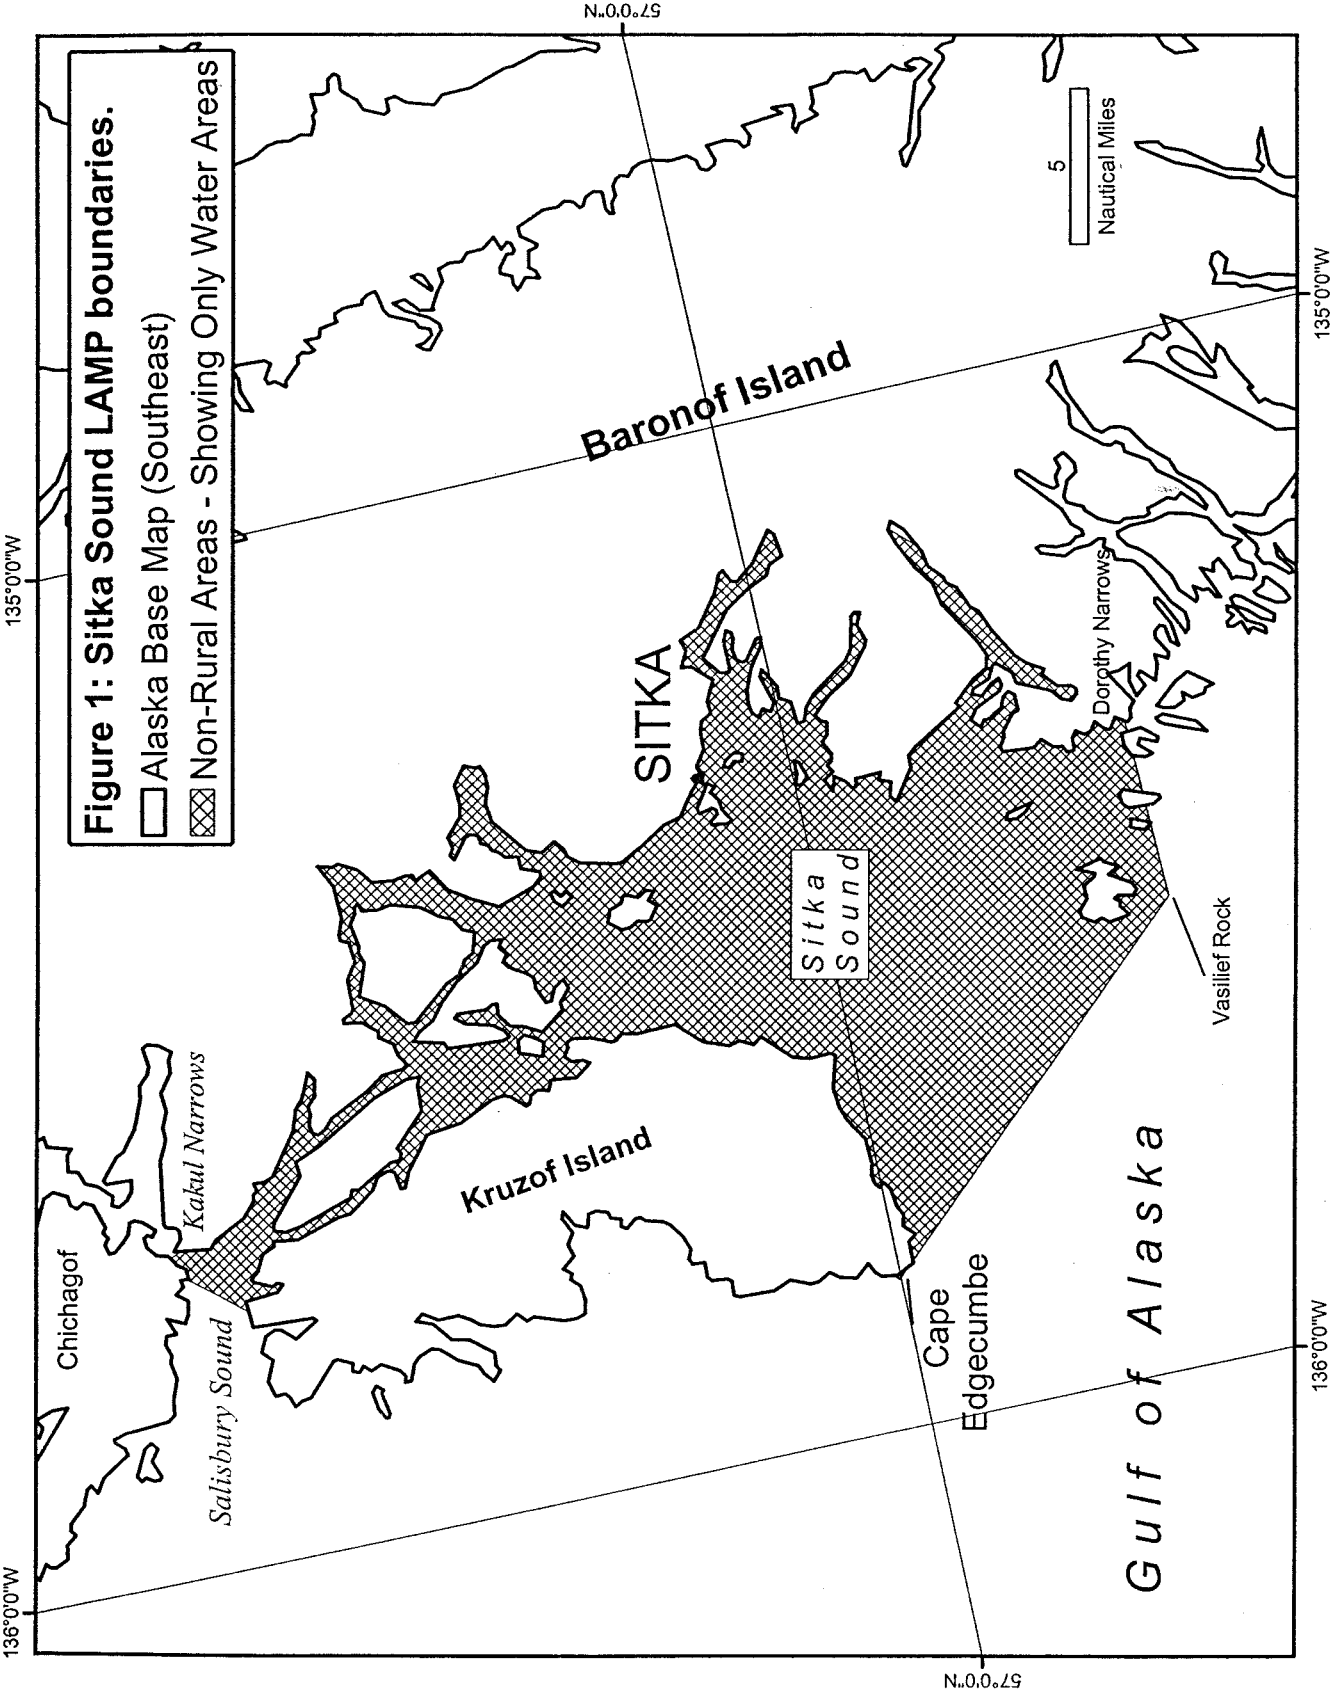 Figure 1: Sitka Sound LAMP boundaries.
Alaska Base Map (Southeast)
Non-Rural Areas - Showing Only Water Areas
136°0'0"W
135°0'0"W
57°0'0"N
57°0'0"N
136°0'0"W
135°0'0"W
Chichagof
Kakul Narrows
Salisbury Sound
Kruzof Island
SITKA
Baronof Island
Sitka
Sound
Cape
Edgecumbe
Dorothy Narrows
Vasilief Rock
Gulf of Alaska
5
Nautical Miles